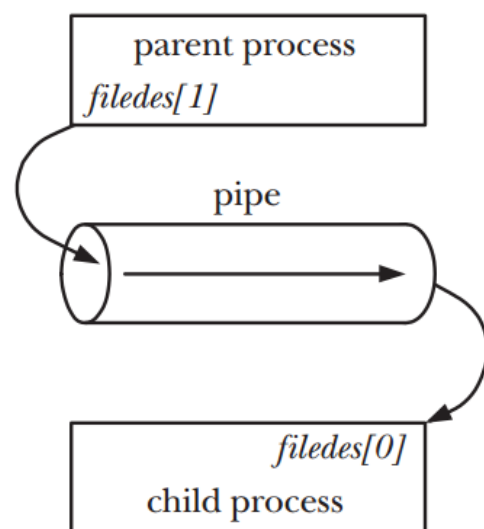 parent process
filedes[1]
pipe
filedes[0]
child process